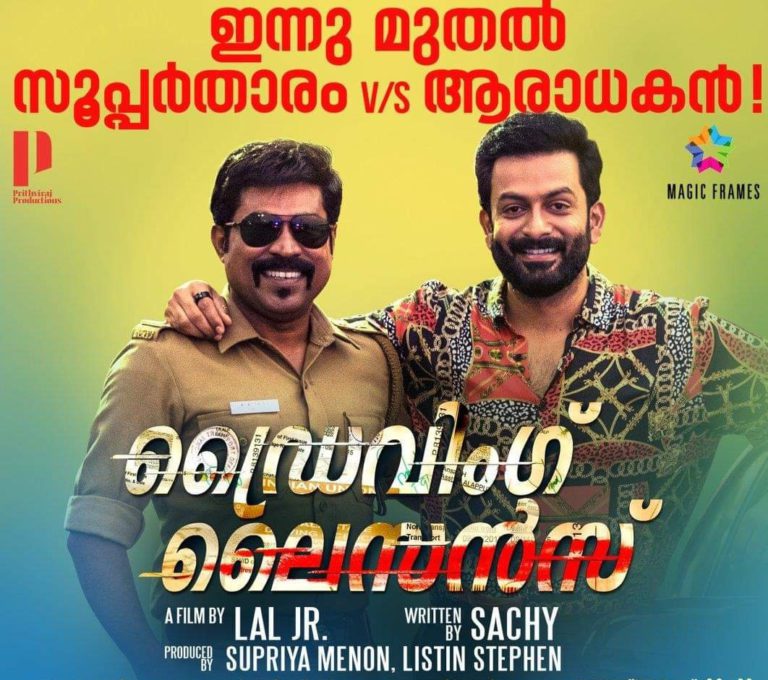 ഇന്നു മുതൽ
സൂപ്പർതാരം V/S ആരാധകൻ!
Prithviraj
Productions
MAGIC FRAMES
ഡ്രൈവിംഗ്
ലൈസൻസ്
A FILM BY LAL JR. WRITTEN BY SACHY
PRODUCED BY SUPRIYA MENON, LISTIN STEPHEN